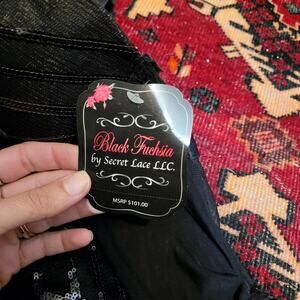 Black Fuchsia
by Secret Lace LLC.
MSRP $101.00